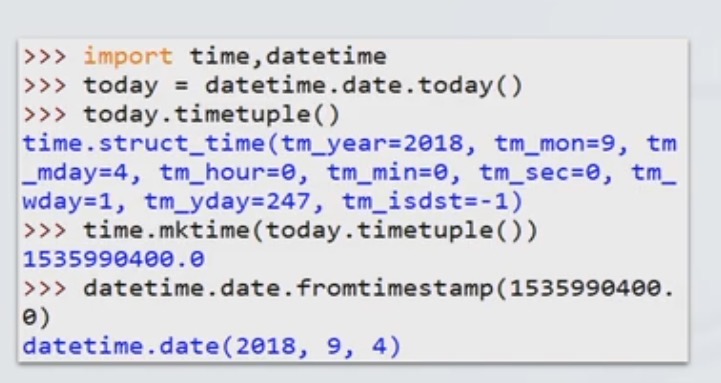 >>> import time,datetime
>>> today = datetime.date.today()
>>> today.timetuple()
time.struct_time(tm_year=2018, tm_mon=9, tm
_mday=4, tm_hour=0, tm_min=0, tm_sec=0, tm_
wday=1, tm_yday=247, tm_isdst=-1)
>>> time.mktime(today.timetuple())
1535990400.0
>>> datetime.date.fromtimestamp(1535990400.
0)
datetime.date(2018, 9, 4)